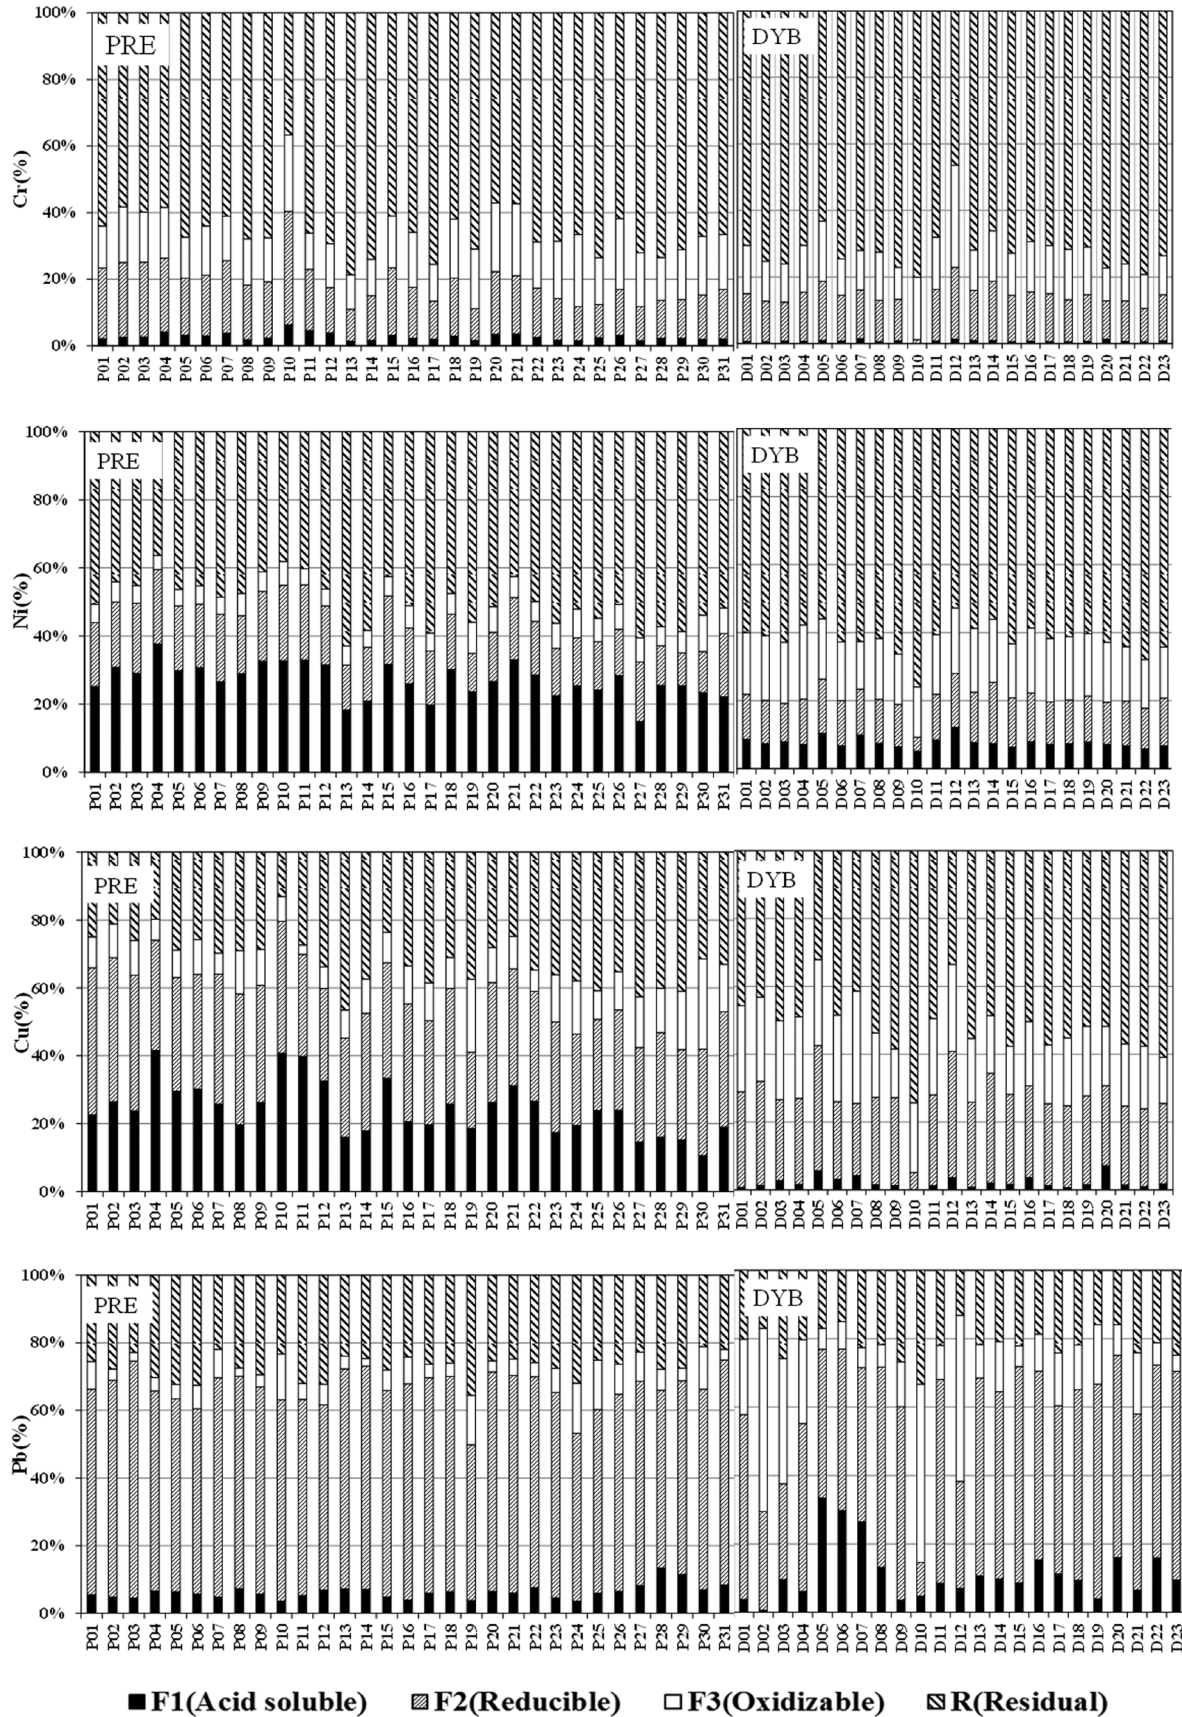 PRE
DYB
100%
80%
60%
40%
20%
0%
Cr(%)
P01 P02 P03 P04 P05 P06 P07 P08 P09 P10 P11 P12 P13 P14 P15 P16 P17 P18 P19 P20 P21 P22 P23 P24 P25 P26 P27 P28 P29 P30 P31
D01 D02 D03 D04 D05 D06 D07 D08 D09 D10 D11 D12 D13 D14 D15 D16 D17 D18 D19 D20 D21 D22 D23
PRE
DYB
100%
80%
60%
40%
20%
0%
Ni(%)
P01 P02 P03 P04 P05 P06 P07 P08 P09 P10 P11 P12 P13 P14 P15 P16 P17 P18 P19 P20 P21 P22 P23 P24 P25 P26 P27 P28 P29 P30 P31
D01 D02 D03 D04 D05 D06 D07 D08 D09 D10 D11 D12 D13 D14 D15 D16 D17 D18 D19 D20 D21 D22 D23
PRE
DYB
100%
80%
60%
40%
20%
0%
Cu(%)
P01 P02 P03 P04 P05 P06 P07 P08 P09 P10 P11 P12 P13 P14 P15 P16 P17 P18 P19 P20 P21 P22 P23 P24 P25 P26 P27 P28 P29 P30 P31
D01 D02 D03 D04 D05 D06 D07 D08 D09 D10 D11 D12 D13 D14 D15 D16 D17 D18 D19 D20 D21 D22 D23
PRE
DYB
100%
80%
60%
40%
20%
0%
Pb(%)
P01 P02 P03 P04 P05 P06 P07 P08 P09 P10 P11 P12 P13 P14 P15 P16 P17 P18 P19 P20 P21 P22 P23 P24 P25 P26 P27 P28 P29 P30 P31
D01 D02 D03 D04 D05 D06 D07 D08 D09 D10 D11 D12 D13 D14 D15 D16 D17 D18 D19 D20 D21 D22 D23
F1(Acid soluble) F2(Reducible) F3(Oxidizable) R(Residual)